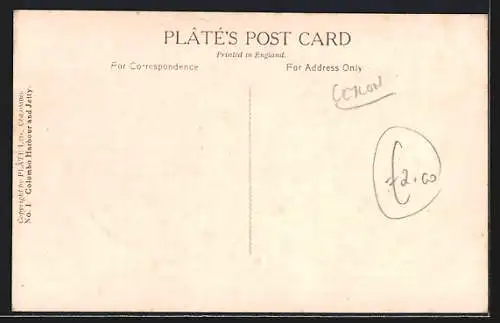 PLÂTÉ'S POST CARD
Printed in England.
For Correspondence
For Address Only
CEYLON
£2.00
Copyright by PLÂTÉ Ltd., Colombo.
No. 1 Colombo Harbour and Jetty.